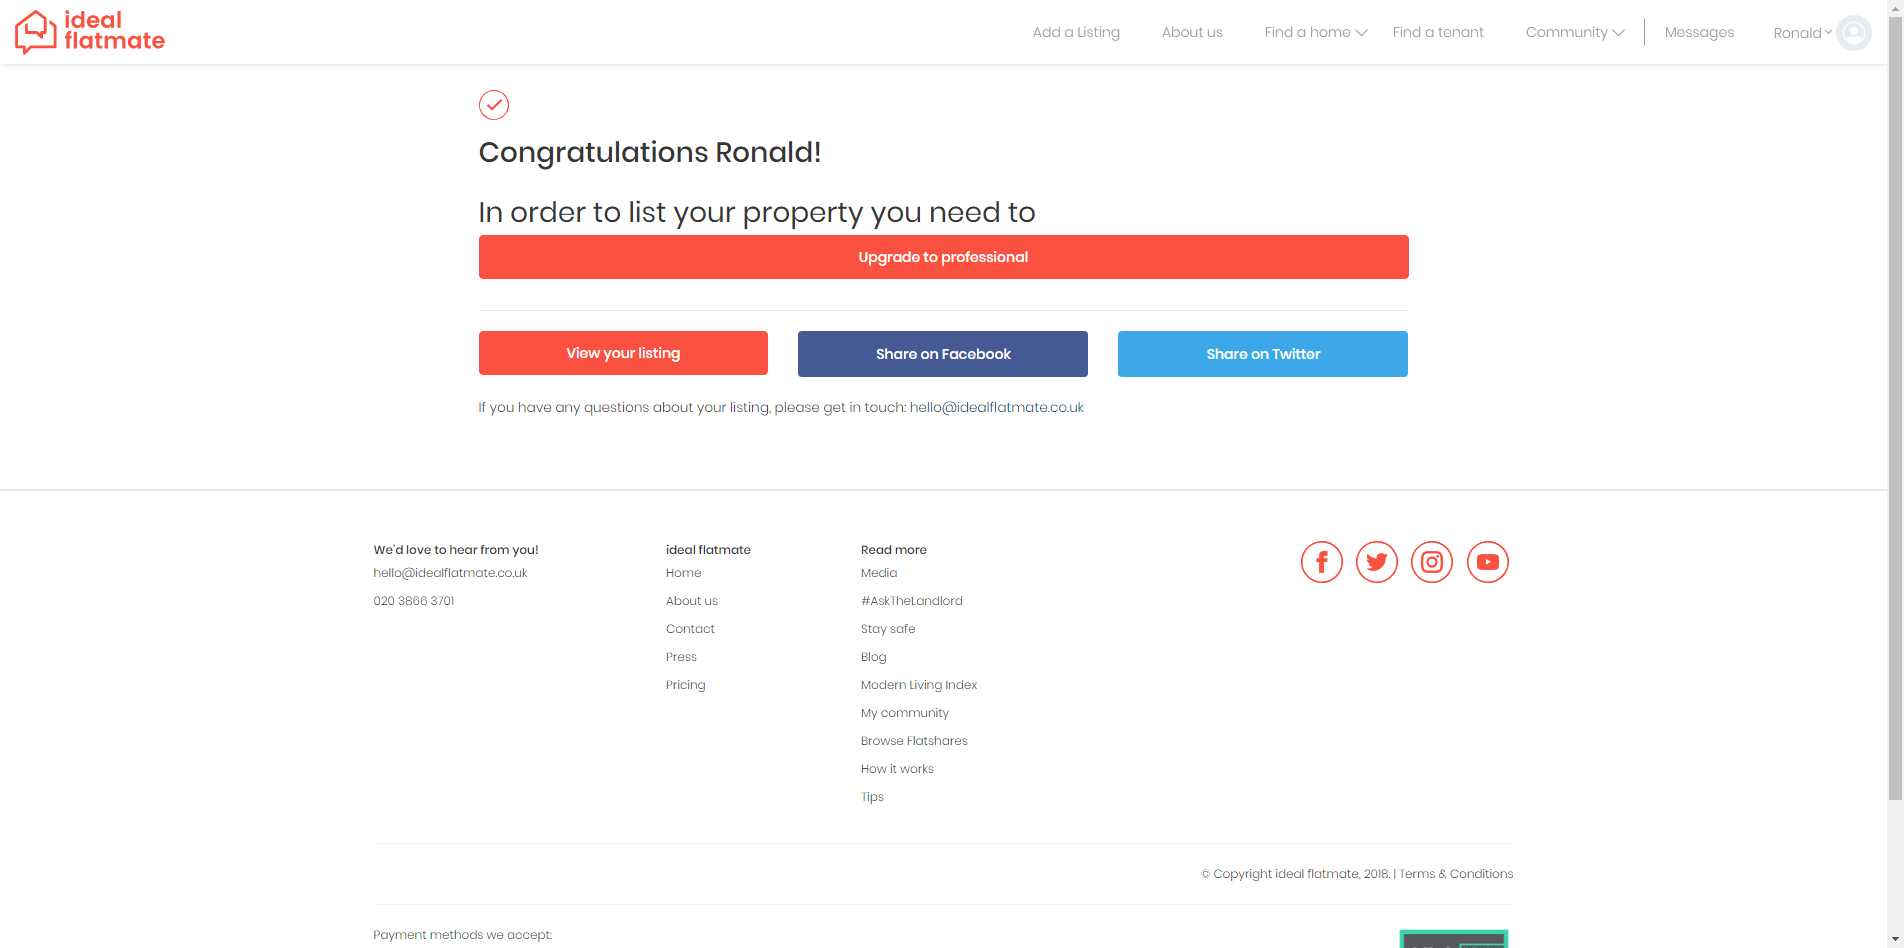 ideal
flatmate
Add a Listing
About us
Find a home
Find a tenant
Community
Messages
Ronald
Congratulations Ronald!
In order to list your property you need to
Upgrade to professional
View your listing
Share on Facebook
Share on Twitter
If you have any questions about your listing, please get in touch: hello@idealflatmate.co.uk
We'd love to hear from you!
hello@idealflatmate.co.uk
020 3866 3701
ideal flatmate
Home
About us
Contact
Press
Pricing
Read more
Media
#AskTheLandlord
Stay safe
Blog
Modern Living Index
My community
Browse Flatshares
How it works
Tips
© Copyright ideal flatmate, 2018. | Terms & Conditions
Payment methods we accept: